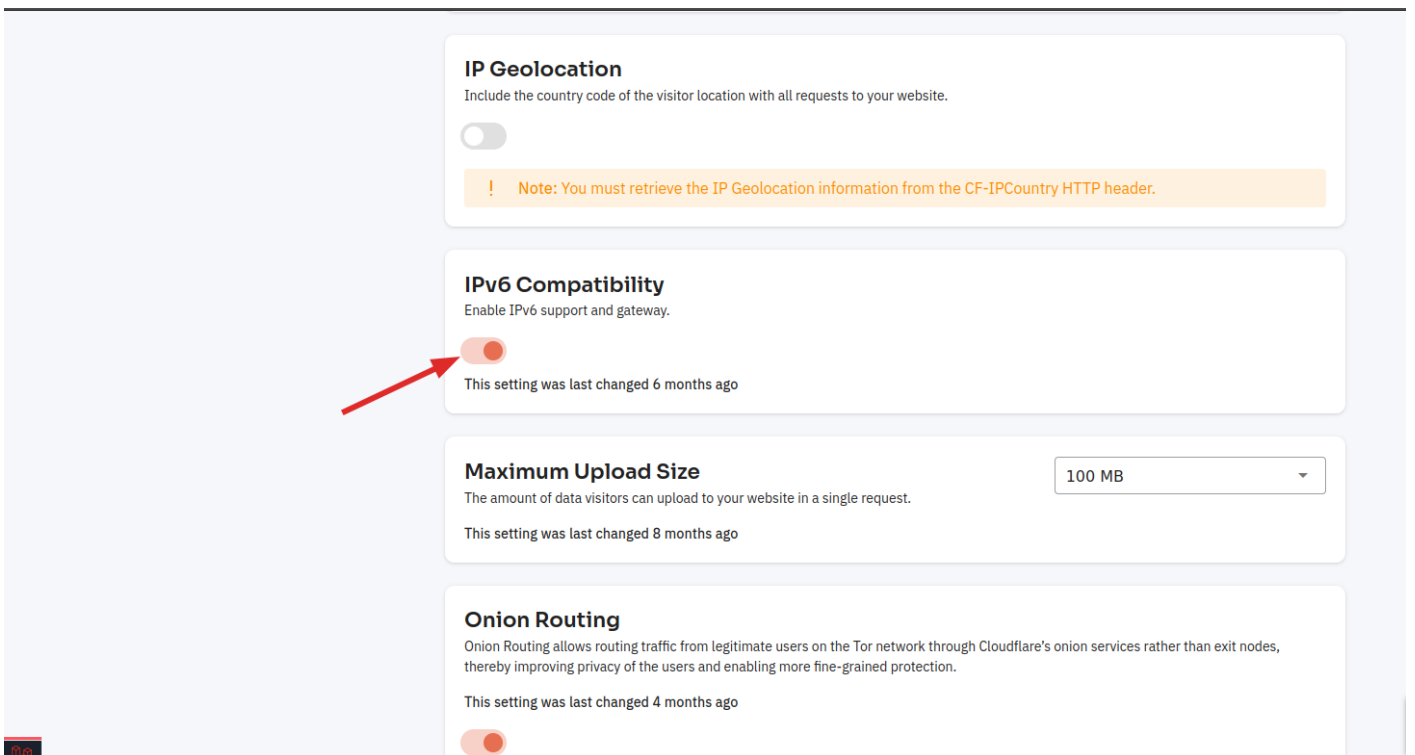 IP Geolocation
Include the country code of the visitor location with all requests to your website.
! Note: You must retrieve the IP Geolocation information from the CF-IPCountry HTTP header.
IPv6 Compatibility
Enable IPv6 support and gateway.
This setting was last changed 6 months ago
Maximum Upload Size
100 MB
The amount of data visitors can upload to your website in a single request.
This setting was last changed 8 months ago
Onion Routing
Onion Routing allows routing traffic from legitimate users on the Tor network through Cloudflare’s onion services rather than exit nodes,
thereby improving privacy of the users and enabling more fine-grained protection.
This setting was last changed 4 months ago